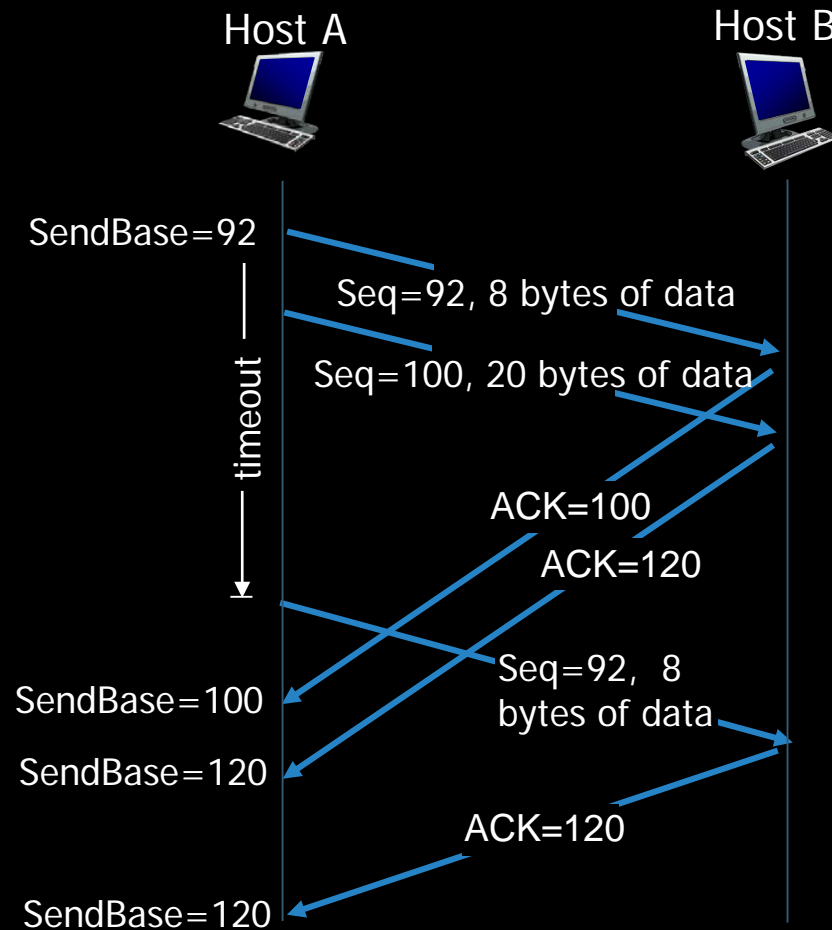 Host A
Host B
SendBase=92
Seq=92, 8 bytes of data
Seq=100, 20 bytes of data
timeout
ACK=100
ACK=120
Seq=92, 8
bytes of data
SendBase=100
SendBase=120
ACK=120
SendBase=120